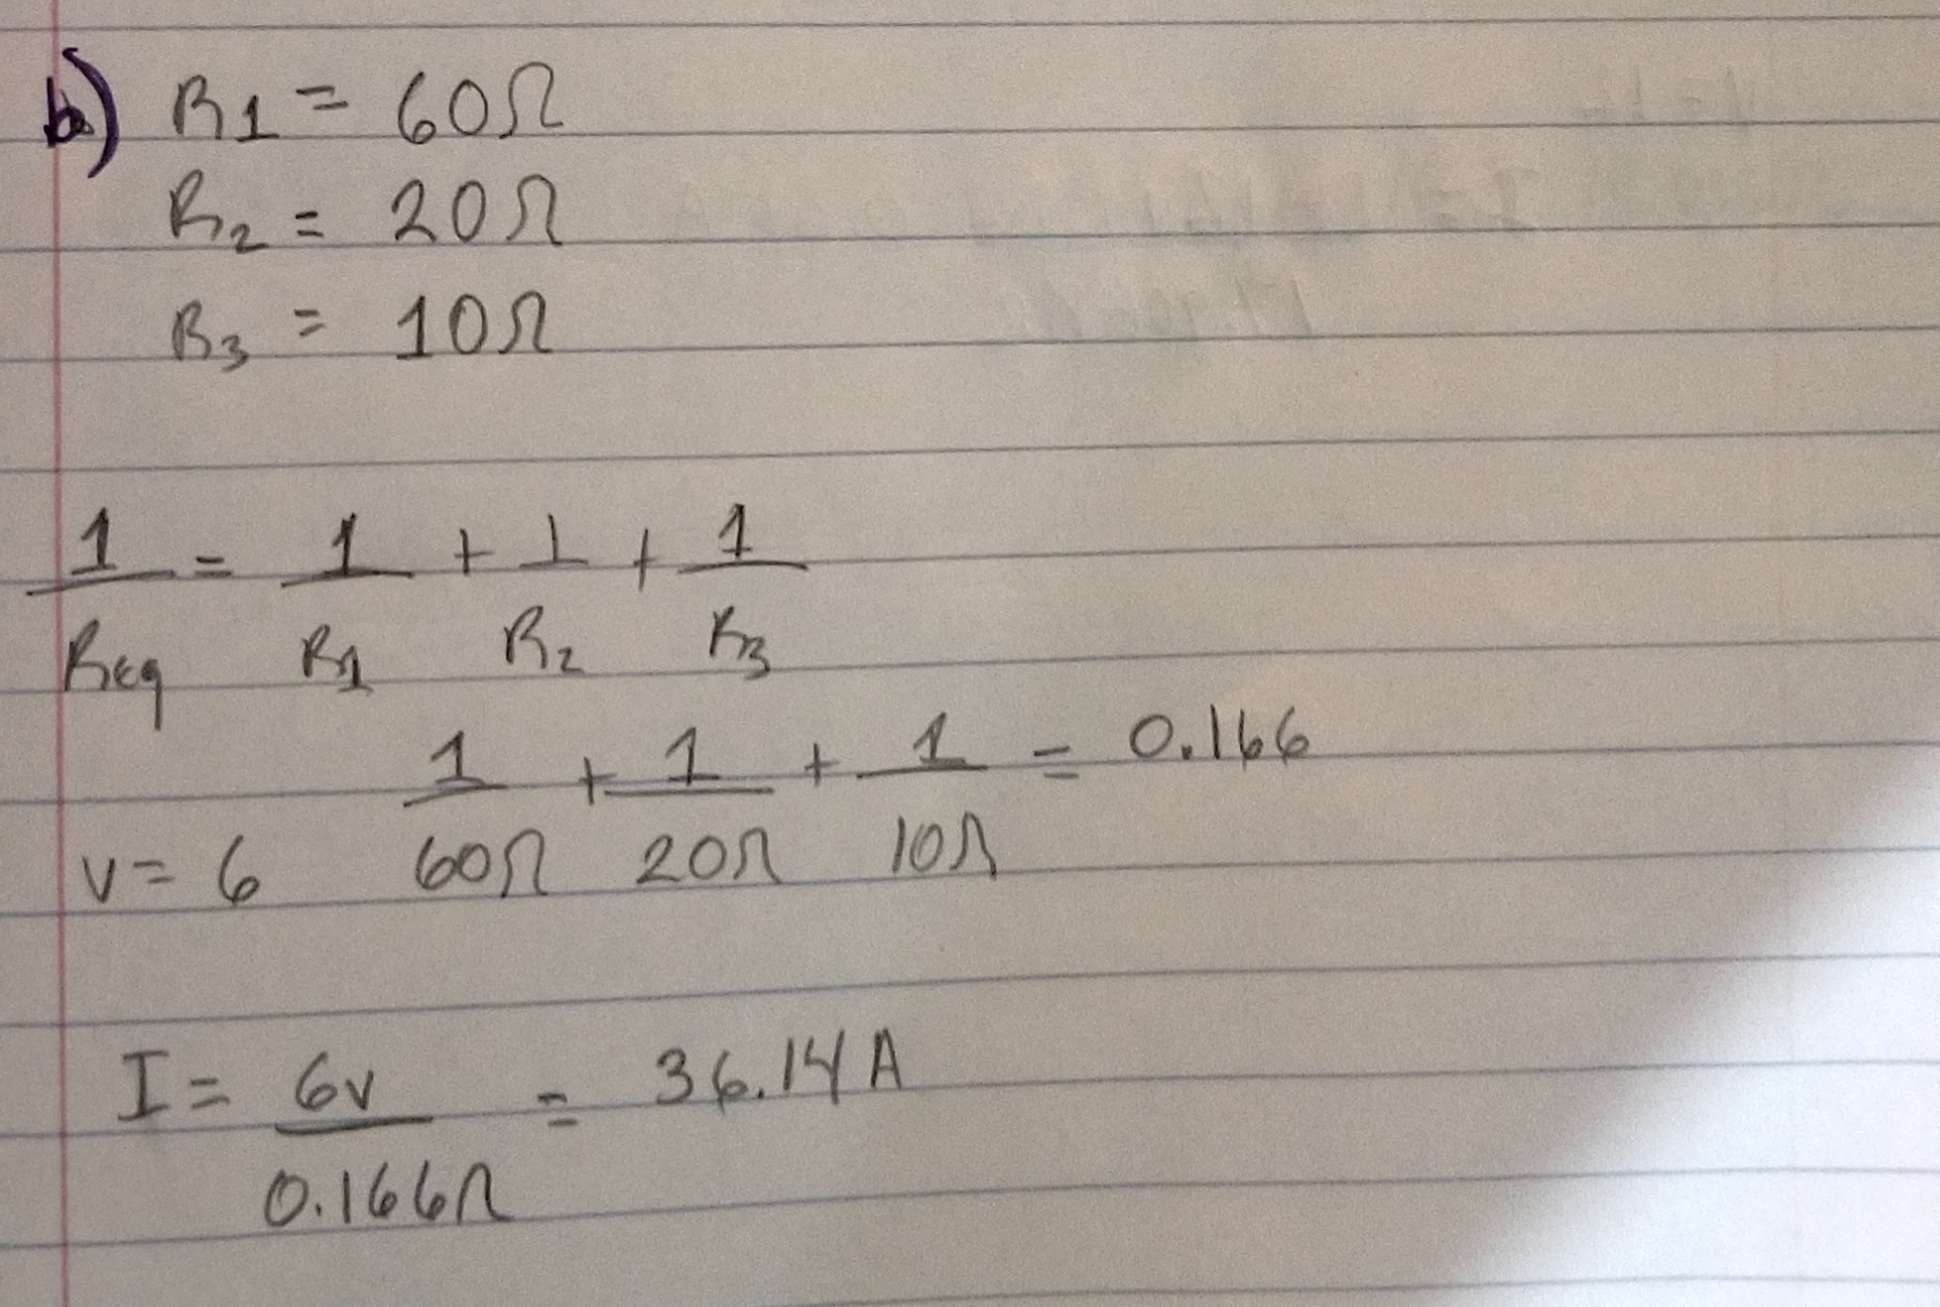 b) R1 = 60Ω
R2 = 20Ω
R3 = 10Ω
1 = 1 + 1 + 1
Req R1 R2 R3
1 + 1 + 1 = 0.166
v = 6 60Ω 20Ω 10Ω
I = 6v = 36.14 A
0.166Ω